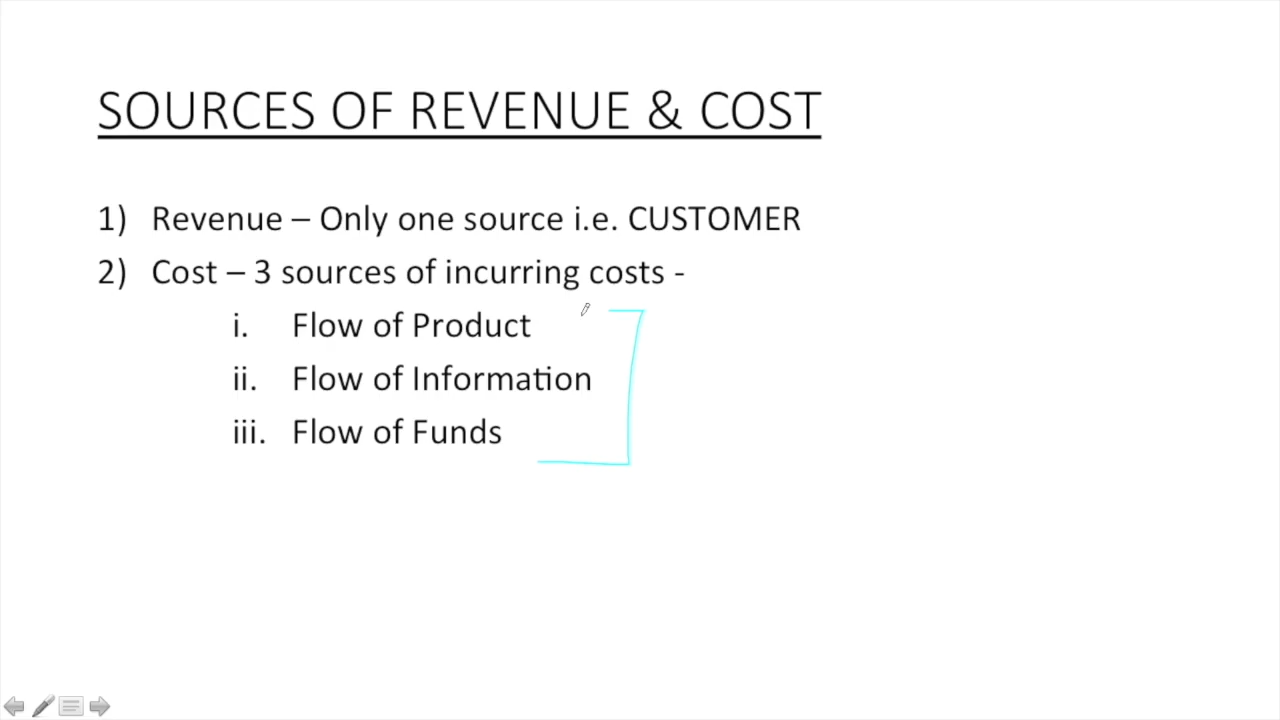 SOURCES OF REVENUE & COST
1) Revenue – Only one source i.e. CUSTOMER
2) Cost – 3 sources of incurring costs -
i. Flow of Product
ii. Flow of Information
iii. Flow of Funds